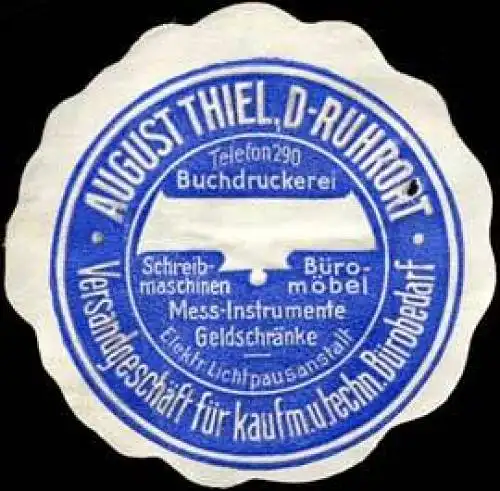 AUGUST THIEL, D-RUHRORT
Telefon 290
Buchdruckerei
Schreib- Büro-
maschinen möbel
Mess-Instrumente
Geldschränke
Elektr. Lichtpausanstalt
Versandgeschäft für kaufm. u. techn. Bürobedarf